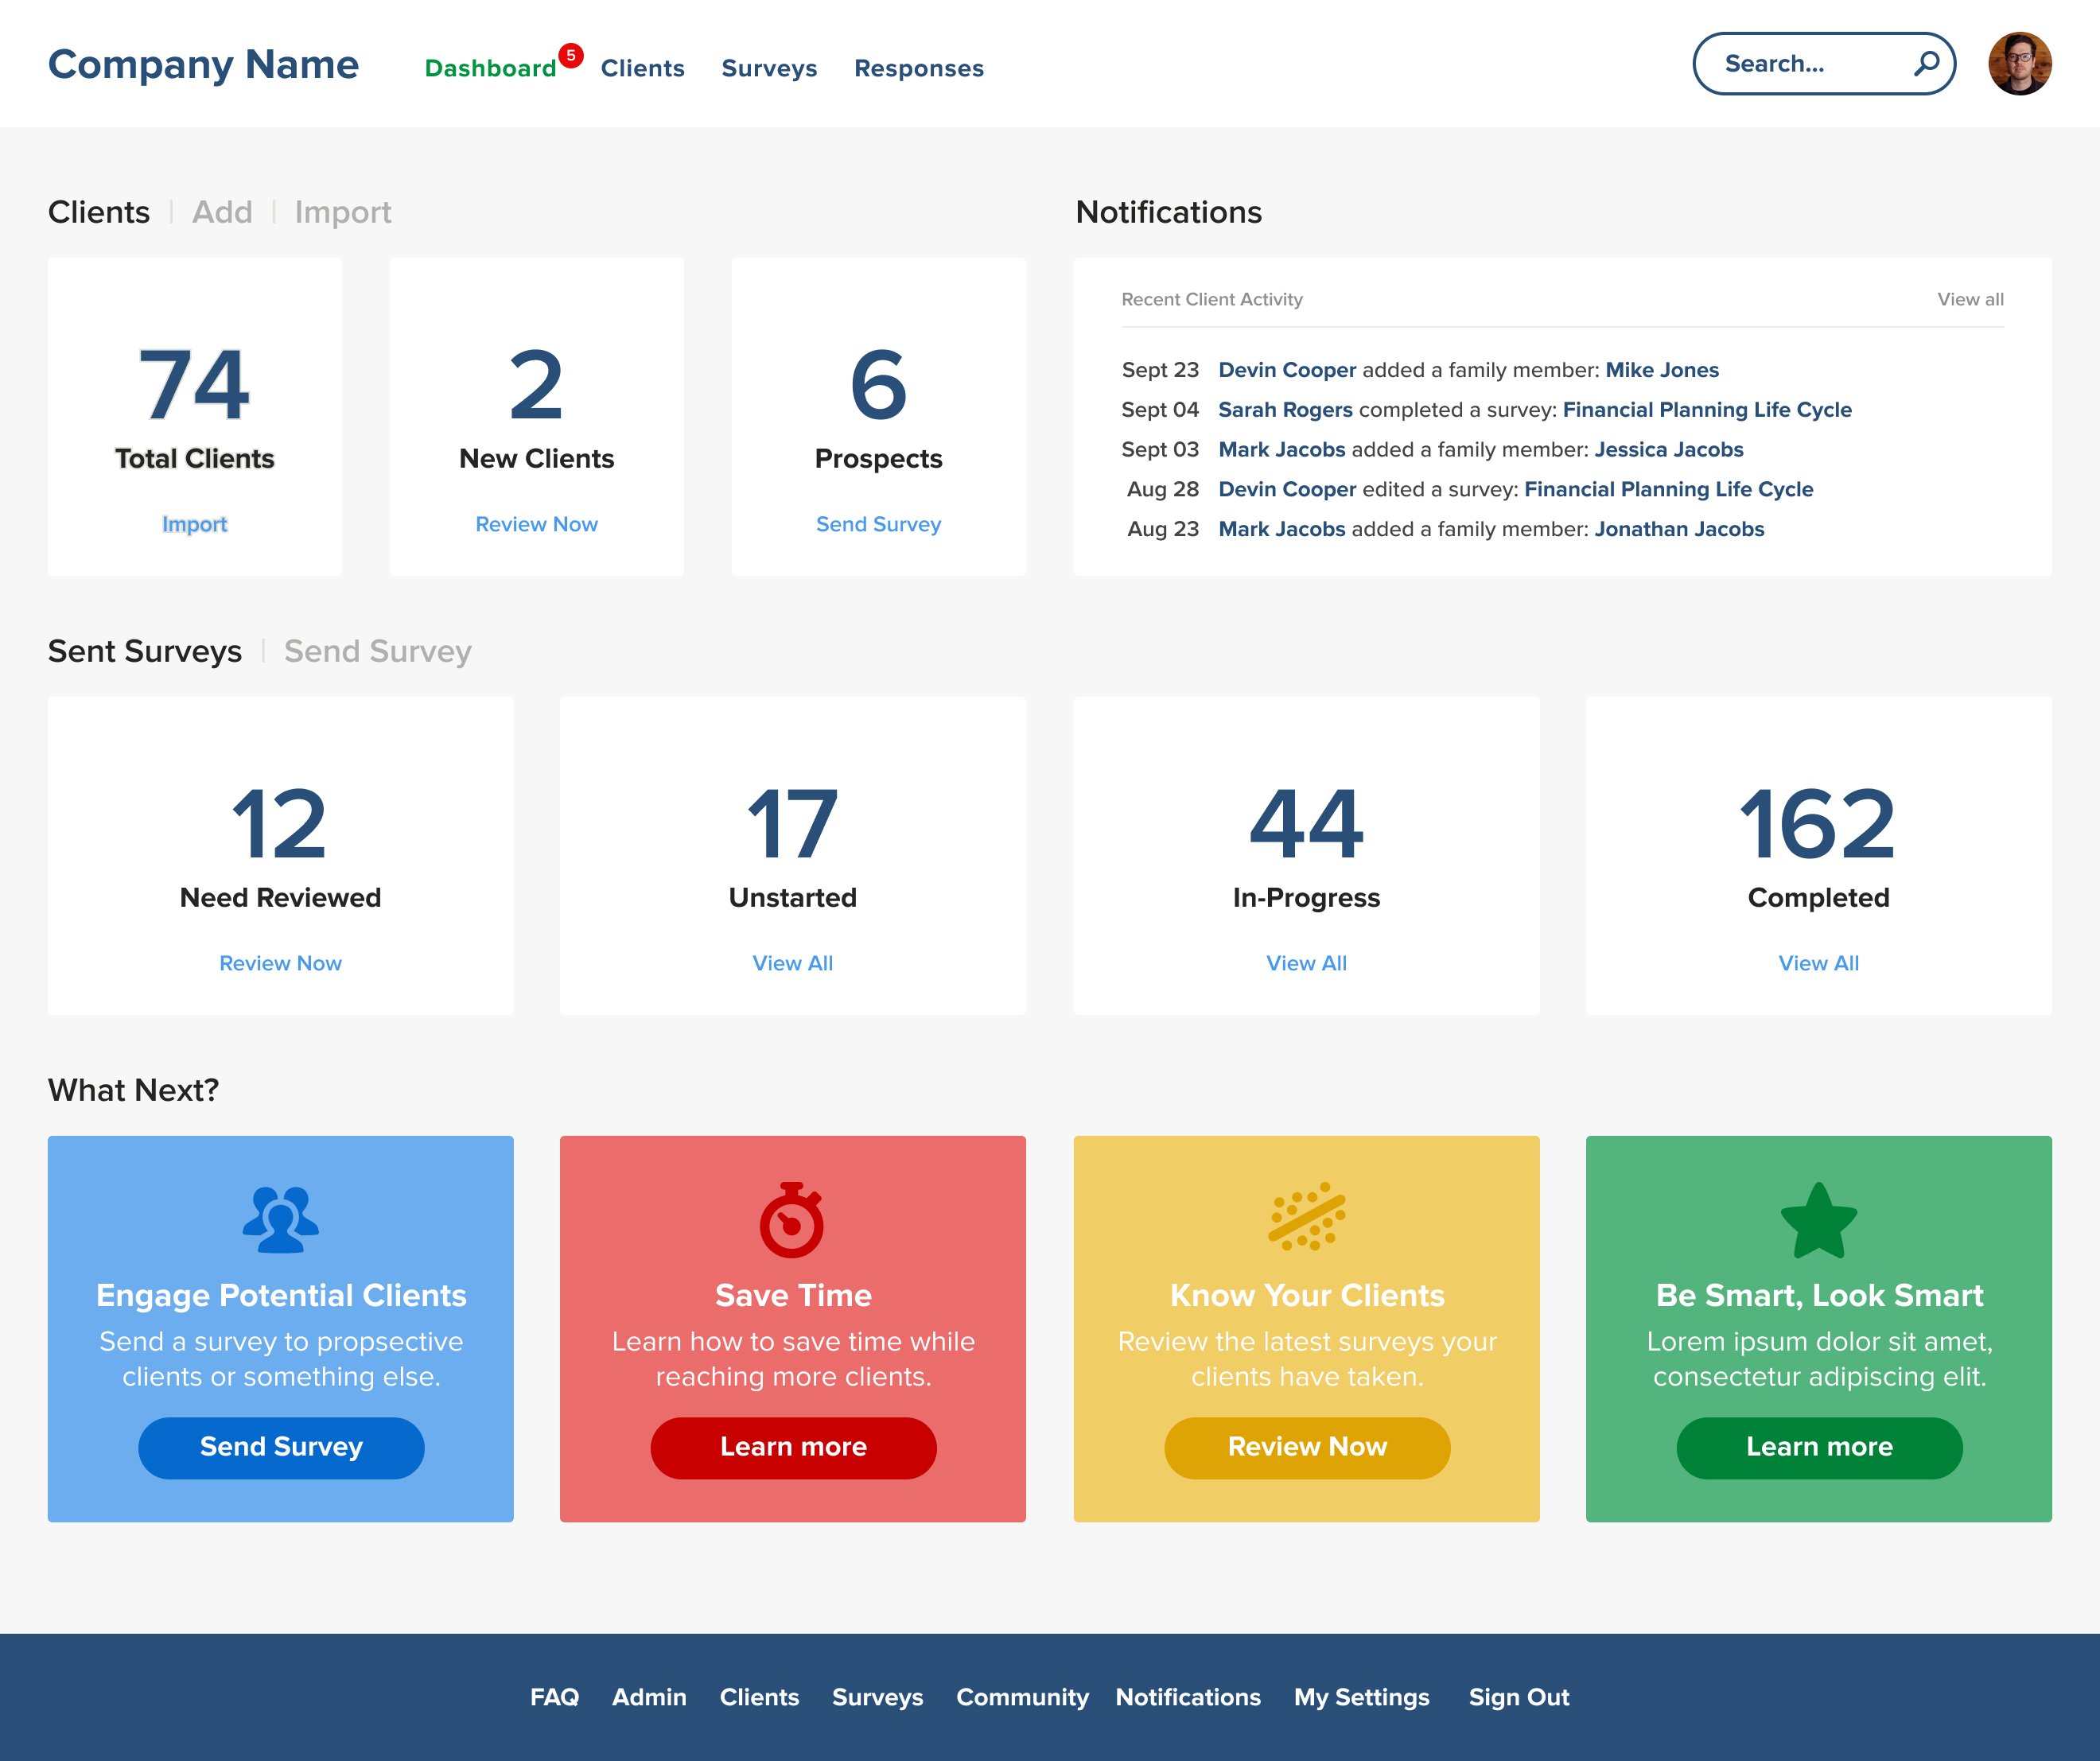 Company Name
Dashboard 5 Clients Surveys Responses
Search...
Clients | Add | Import
74
Total Clients
Import
2
New Clients
Review Now
6
Prospects
Send Survey
Notifications
Recent Client Activity View all
Sept 23 Devin Cooper added a family member: Mike Jones
Sept 04 Sarah Rogers completed a survey: Financial Planning Life Cycle
Sept 03 Mark Jacobs added a family member: Jessica Jacobs
Aug 28 Devin Cooper edited a survey: Financial Planning Life Cycle
Aug 23 Mark Jacobs added a family member: Jonathan Jacobs
Sent Surveys | Send Survey
12
Need Reviewed
Review Now
17
Unstarted
View All
44
In-Progress
View All
162
Completed
View All
What Next?
Engage Potential Clients
Send a survey to propsective
clients or something else.
Send Survey
Save Time
Learn how to save time while
reaching more clients.
Learn more
Know Your Clients
Review the latest surveys your
clients have taken.
Review Now
Be Smart, Look Smart
Lorem ipsum dolor sit amet,
consectetur adipiscing elit.
Learn more
FAQ Admin Clients Surveys Community Notifications My Settings Sign Out